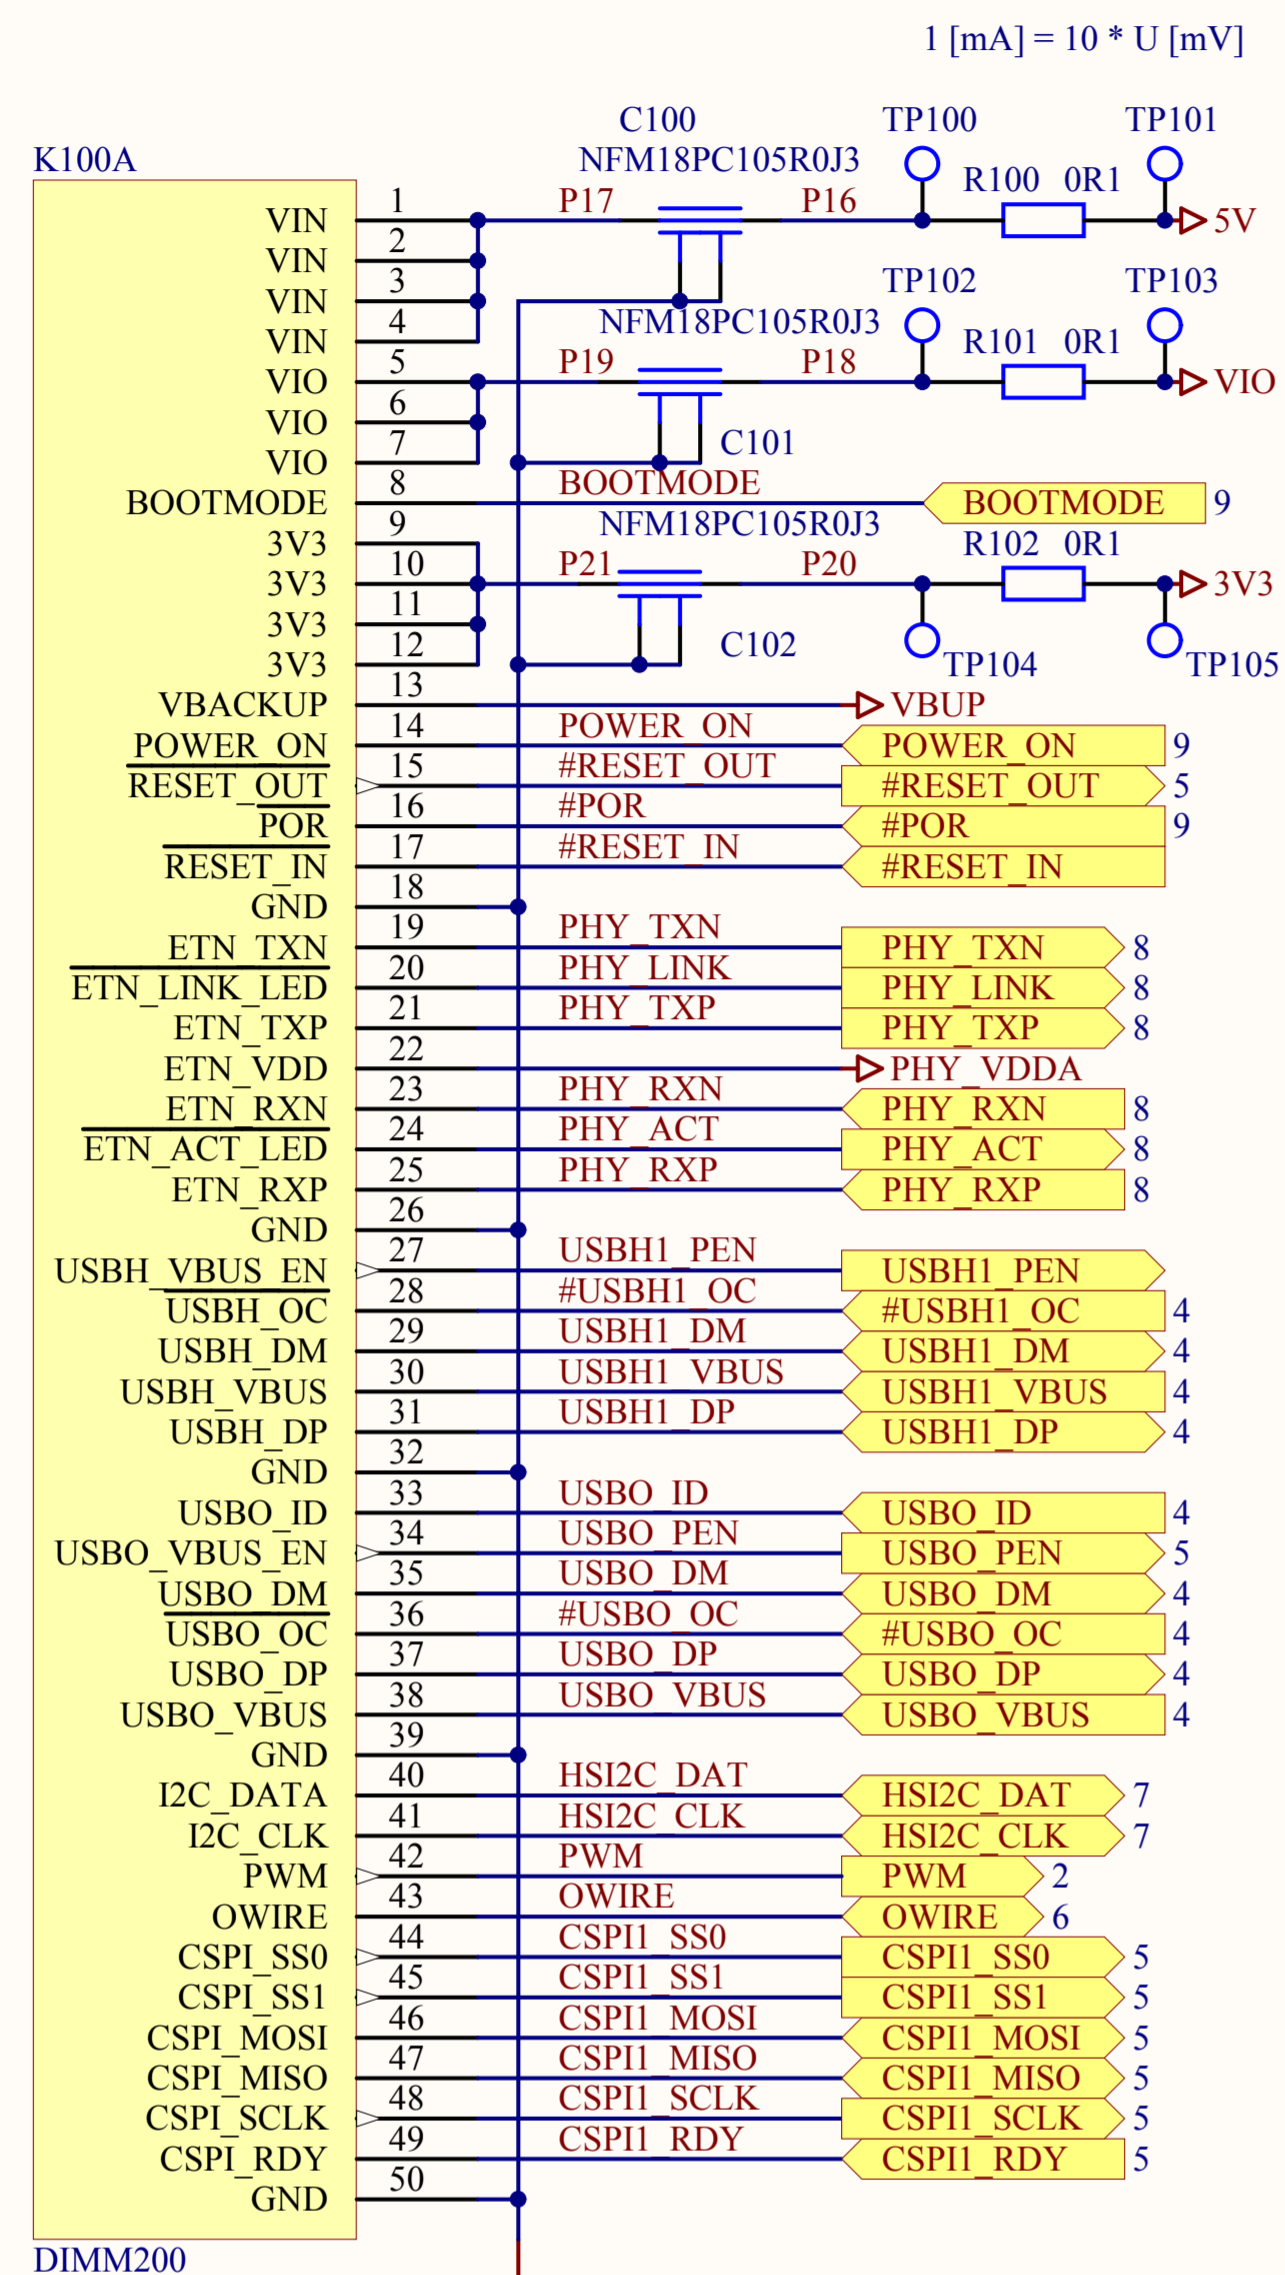 1 [mA] = 10 * U [mV]
C100 TP100 TP101
K100A NFM18PC105R0J3
R100 0R1
VIN 1 P17 P16 5V
VIN 2
VIN 3 TP102 TP103
VIN 4 NFM18PC105R0J3 R101 0R1
VIO 5 P19 P18 VIO
VIO 6
VIO 7 C101
BOOTMODE 8 BOOTMODE BOOTMODE 9
3V3 9 NFM18PC105R0J3 R102 0R1
3V3 10 P21 P20 3V3
3V3 11
3V3 12 C102 TP104 TP105
VBACKUP 13 VBUP
POWER_ON 14 POWER_ON POWER_ON 9
RESET_OUT 15 #RESET_OUT #RESET_OUT 5
POR 16 #POR #POR 9
RESET_IN 17 #RESET_IN #RESET_IN
GND 18
ETN_TXN 19 PHY_TXN PHY_TXN 8
ETN_LINK_LED 20 PHY_LINK PHY_LINK 8
ETN_TXP 21 PHY_TXP PHY_TXP 8
ETN_VDD 22 PHY_VDDA
ETN_RXN 23 PHY_RXN PHY_RXN 8
ETN_ACT_LED 24 PHY_ACT PHY_ACT 8
ETN_RXP 25 PHY_RXP PHY_RXP 8
GND 26
USBH_VBUS_EN 27 USBH1_PEN USBH1_PEN
USBH_OC 28 #USBH1_OC #USBH1_OC 4
USBH_DM 29 USBH1_DM USBH1_DM 4
USBH_VBUS 30 USBH1_VBUS USBH1_VBUS 4
USBH_DP 31 USBH1_DP USBH1_DP 4
GND 32
USBO_ID 33 USBO_ID USBO_ID 4
USBO_VBUS_EN 34 USBO_PEN USBO_PEN 5
USBO_DM 35 USBO_DM USBO_DM 4
USBO_OC 36 #USBO_OC #USBO_OC 4
USBO_DP 37 USBO_DP USBO_DP 4
USBO_VBUS 38 USBO_VBUS USBO_VBUS 4
GND 39
I2C_DATA 40 HSI2C_DAT HSI2C_DAT 7
I2C_CLK 41 HSI2C_CLK HSI2C_CLK 7
PWM 42 PWM PWM 2
OWIRE 43 OWIRE OWIRE 6
CSPI_SS0 44 CSPI1_SS0 CSPI1_SS0 5
CSPI_SS1 45 CSPI1_SS1 CSPI1_SS1 5
CSPI_MOSI 46 CSPI1_MOSI CSPI1_MOSI 5
CSPI_MISO 47 CSPI1_MISO CSPI1_MISO 5
CSPI_SCLK 48 CSPI1_SCLK CSPI1_SCLK 5
CSPI_RDY 49 CSPI1_RDY CSPI1_RDY 5
GND 50
DIMM200